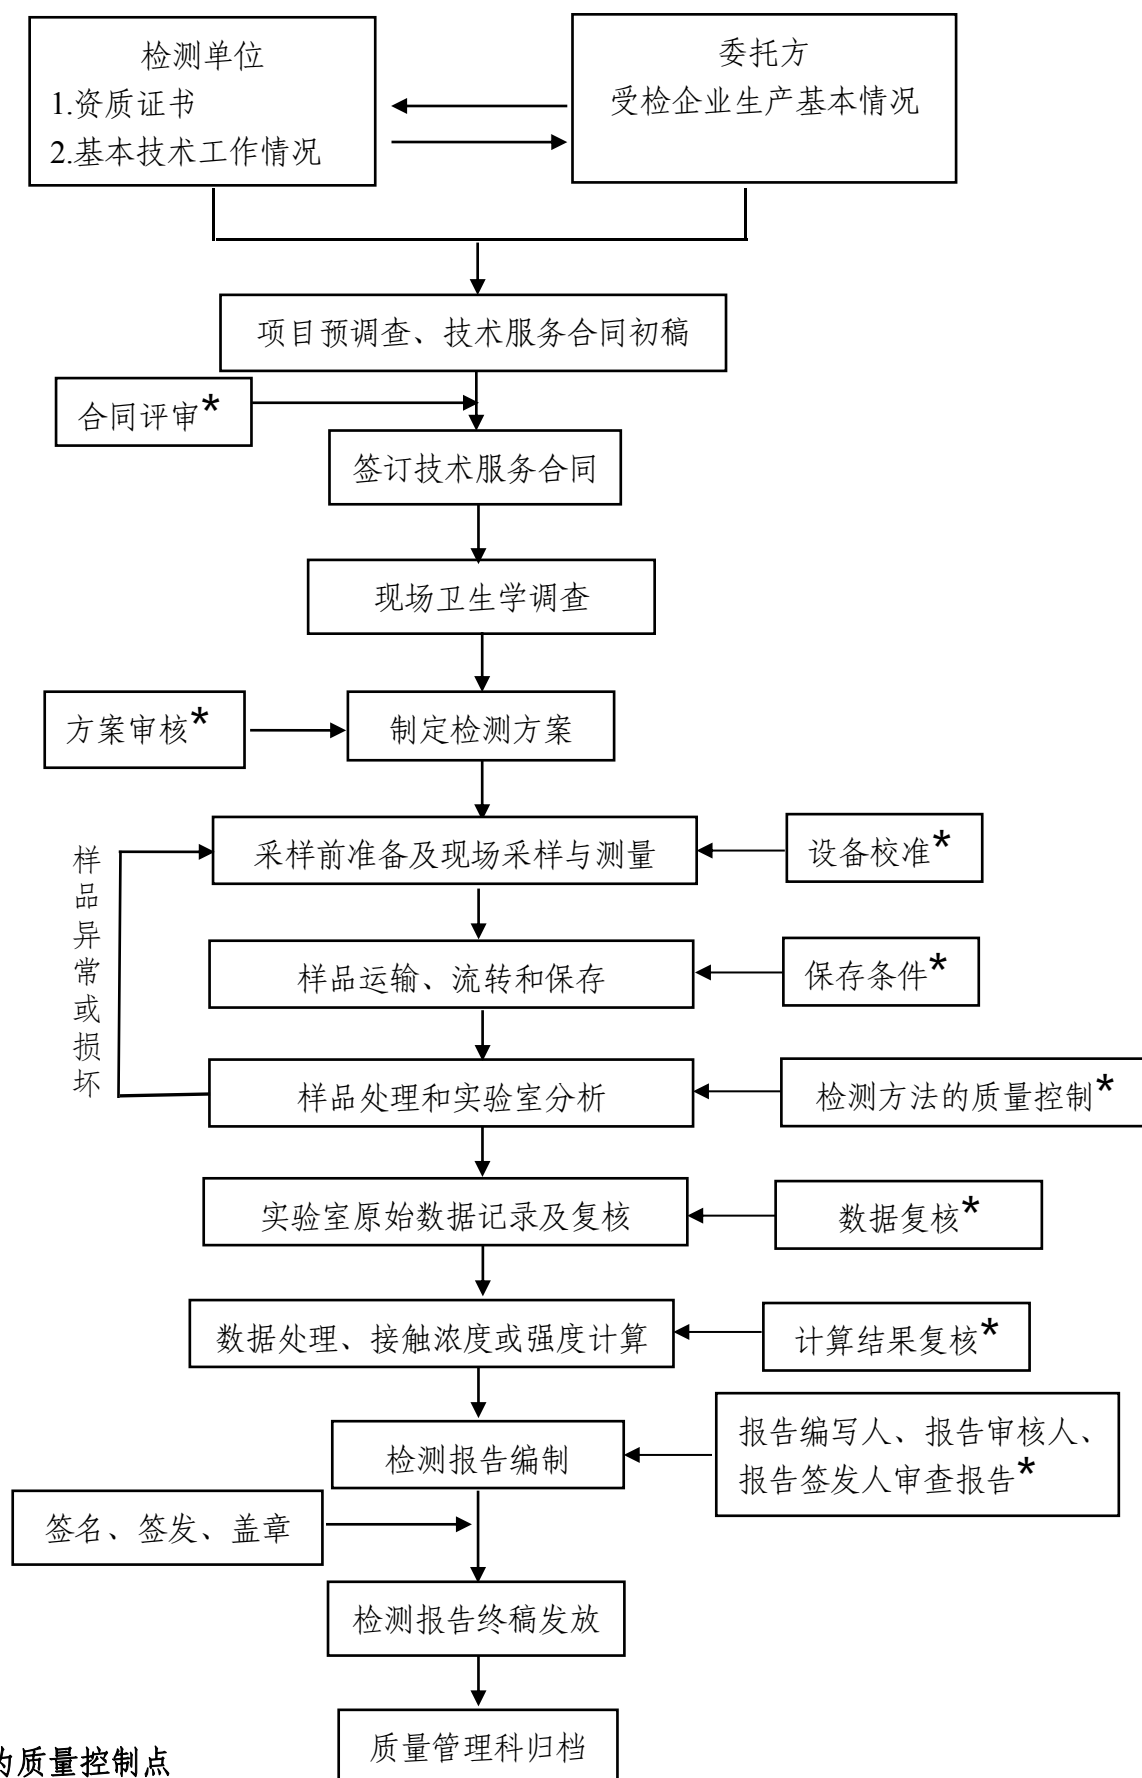 检测单位
1.资质证书
2.基本技术工作情况
委托方
受检企业生产基本情况
项目预调查、技术服务合同初稿
合同评审*
签订技术服务合同
现场卫生学调查
方案审核*
制定检测方案
样品异常或损坏
采样前准备及现场采样与测量
设备校准*
样品运输、流转和保存
保存条件*
样品处理和实验室分析
检测方法的质量控制*
实验室原始数据记录及复核
数据复核*
数据处理、接触浓度或强度计算
计算结果复核*
检测报告编制
报告编写人、报告审核人、
报告签发人审查报告*
签名、签发、盖章
检测报告终稿发放
质量管理科归档
为质量控制点